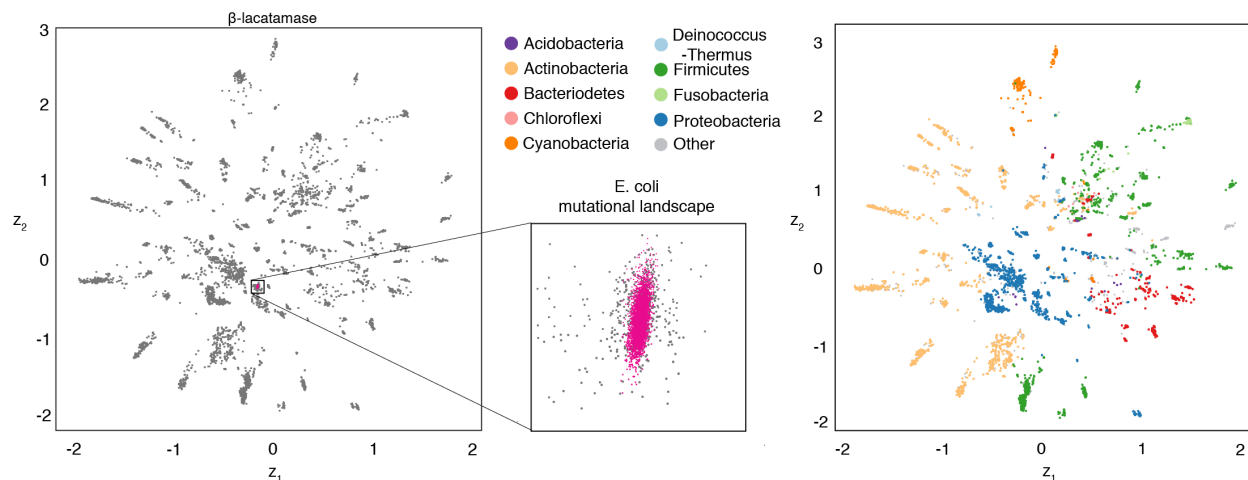 β-lacatamase
3
2
1
0
-1
-2
z2
-2
-1
0
1
2
z1
Acidobacteria
Actinobacteria
Bacteriodetes
Chloroflexi
Cyanobacteria
Deinococcus
-Thermus
Firmicutes
Fusobacteria
Proteobacteria
Other
E. coli
mutational landscape
3
2
1
0
-1
-2
z2
-2
-1
0
1
2
z1